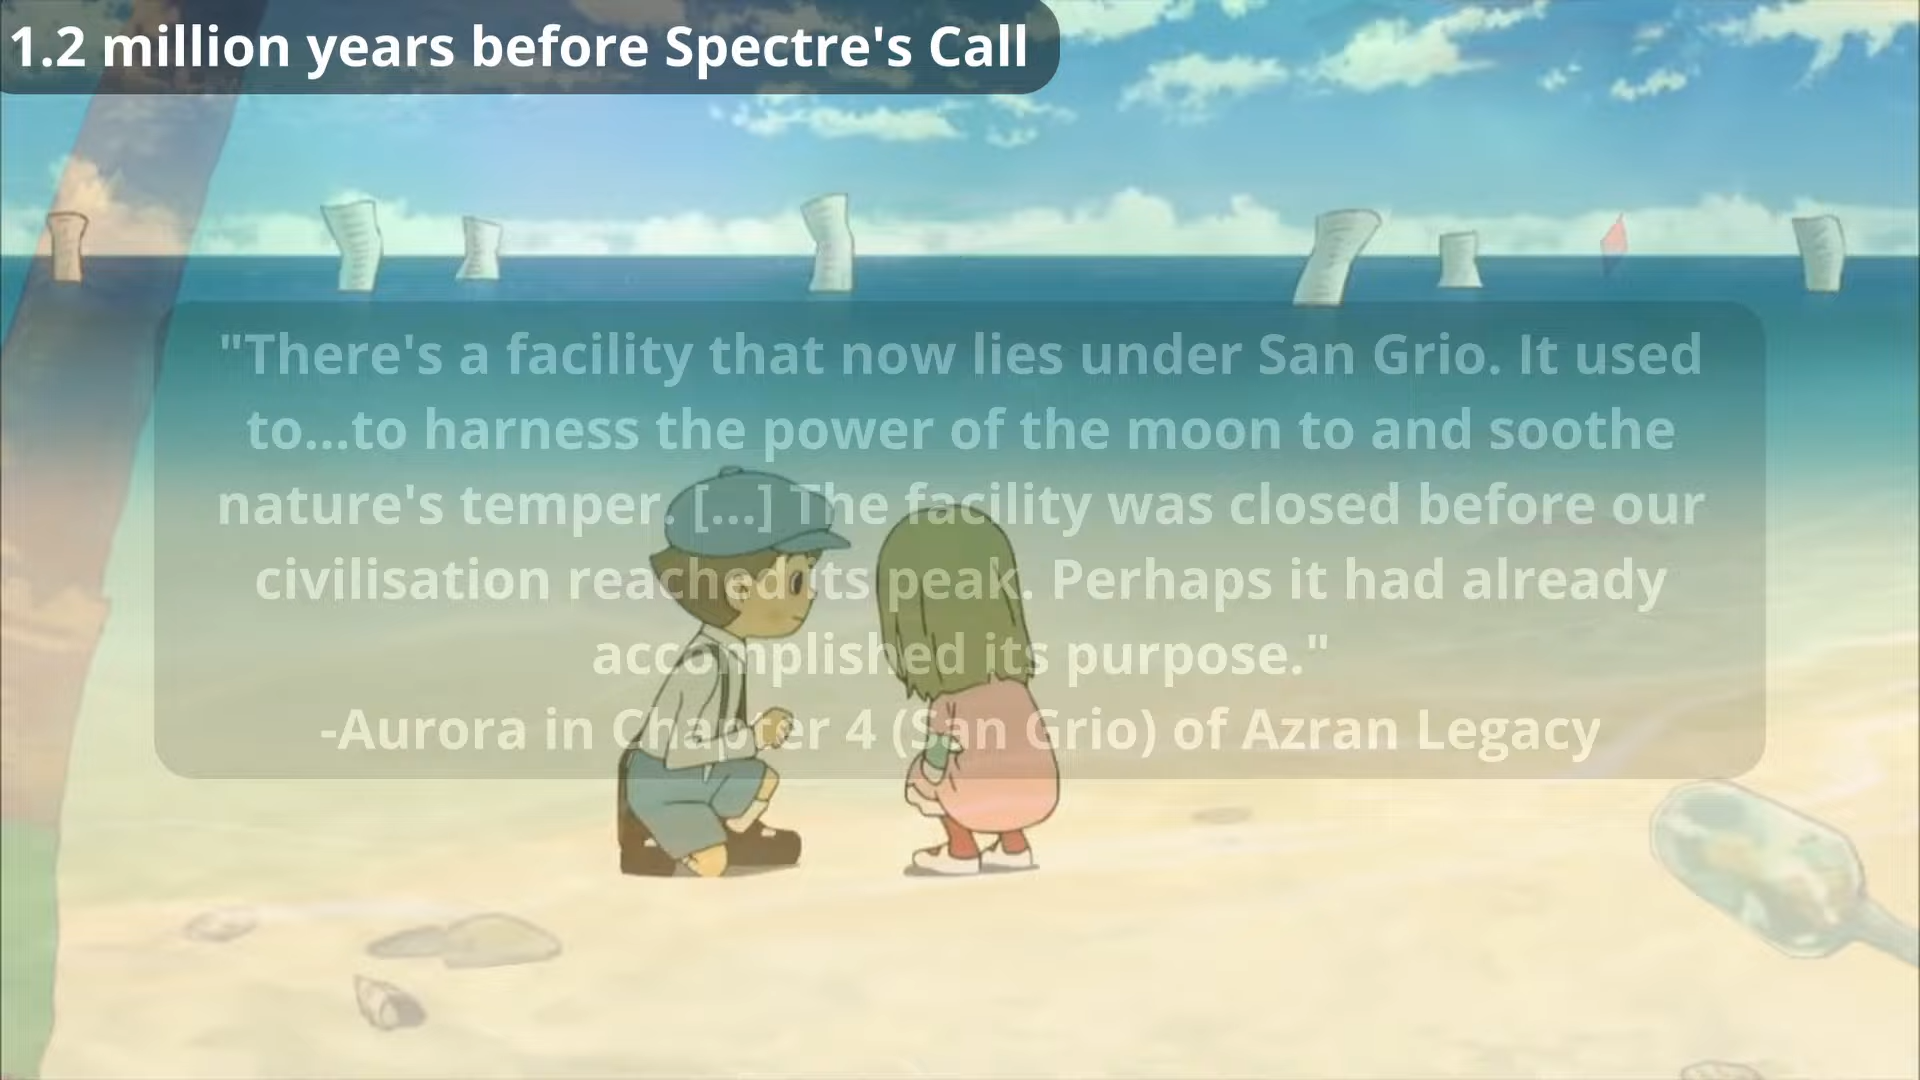 1.2 million years before Spectre's Call
"There's a facility that now lies under San Grio. It used
to...to harness the power of the moon to and soothe
nature's temper. [...] The facility was closed before our
civilisation reached its peak. Perhaps it had already
accomplished its purpose."
-Aurora in Chapter 4 (San Grio) of Azran Legacy